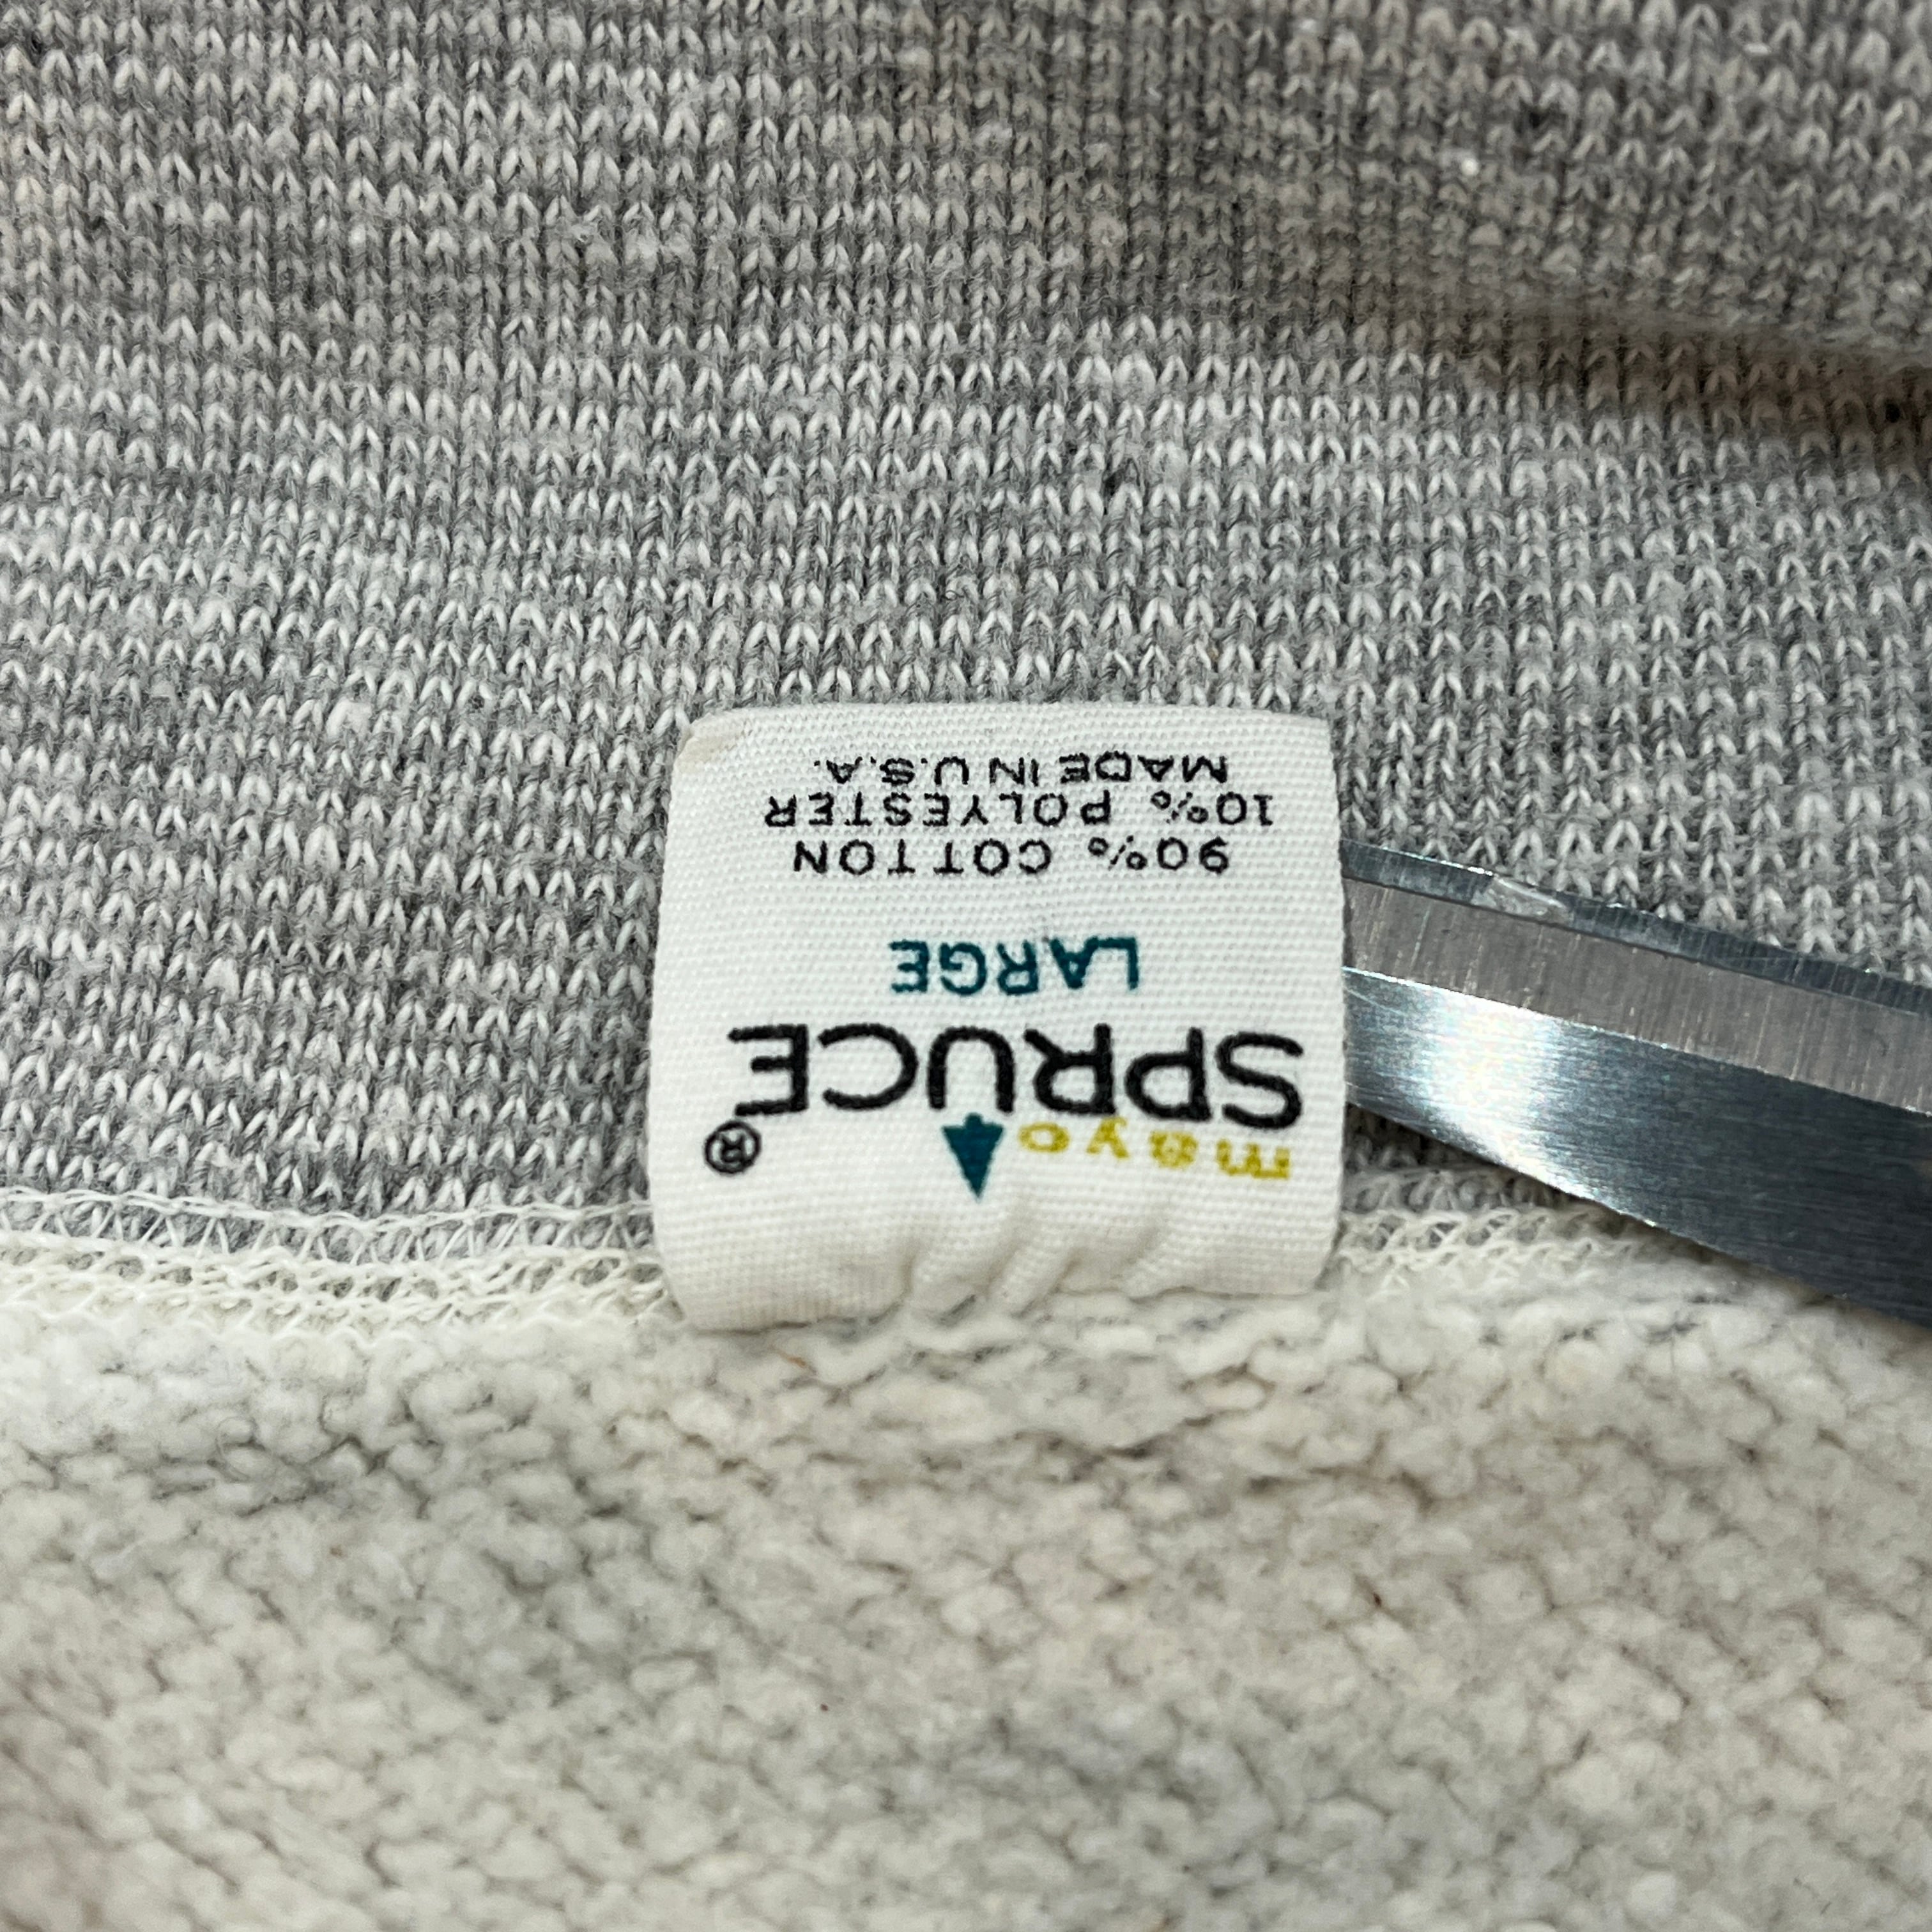 mayo
SPRUCE®
LARGE
90% COTTON
10% POLYESTER
MADE IN U.S.A.